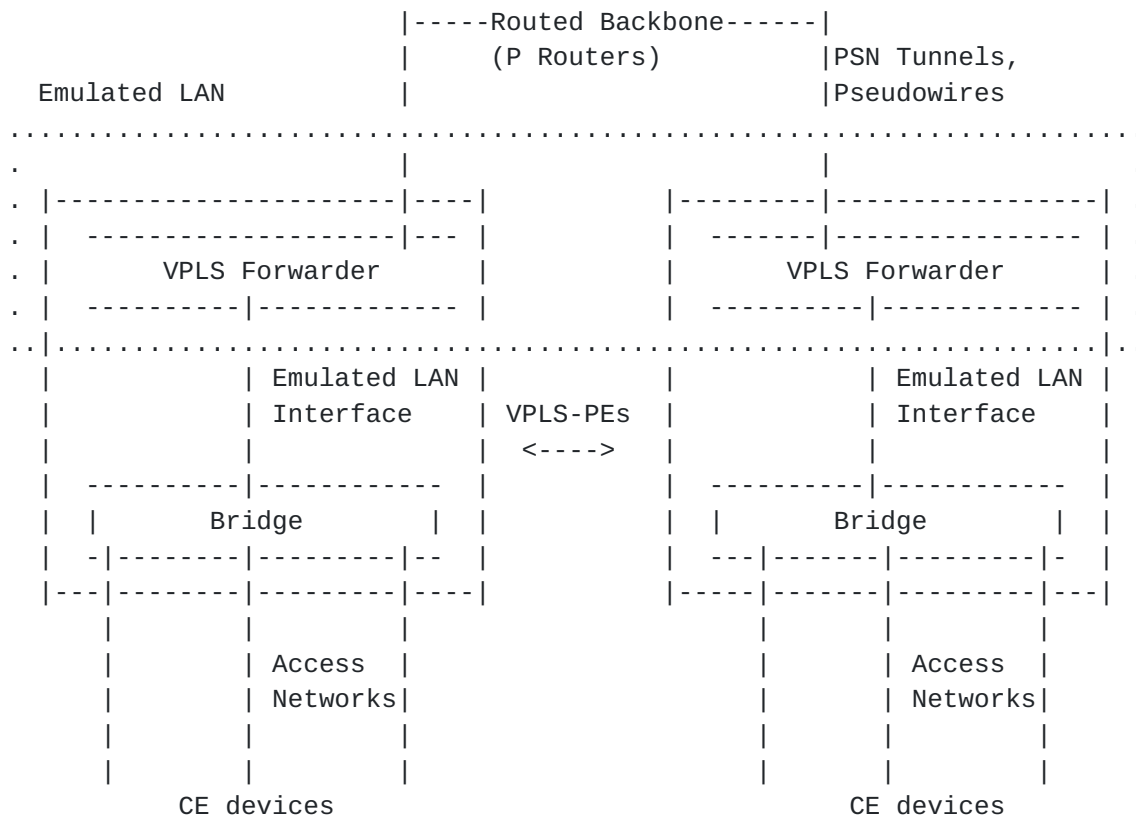 |-----Routed Backbone------|
(P Routers) |PSN Tunnels,
Emulated LAN |Pseudowires
VPLS Forwarder VPLS Forwarder
Emulated LAN Emulated LAN
Interface VPLS-PEs Interface
<---->
Bridge Bridge
Access Access
Networks Networks
CE devices CE devices